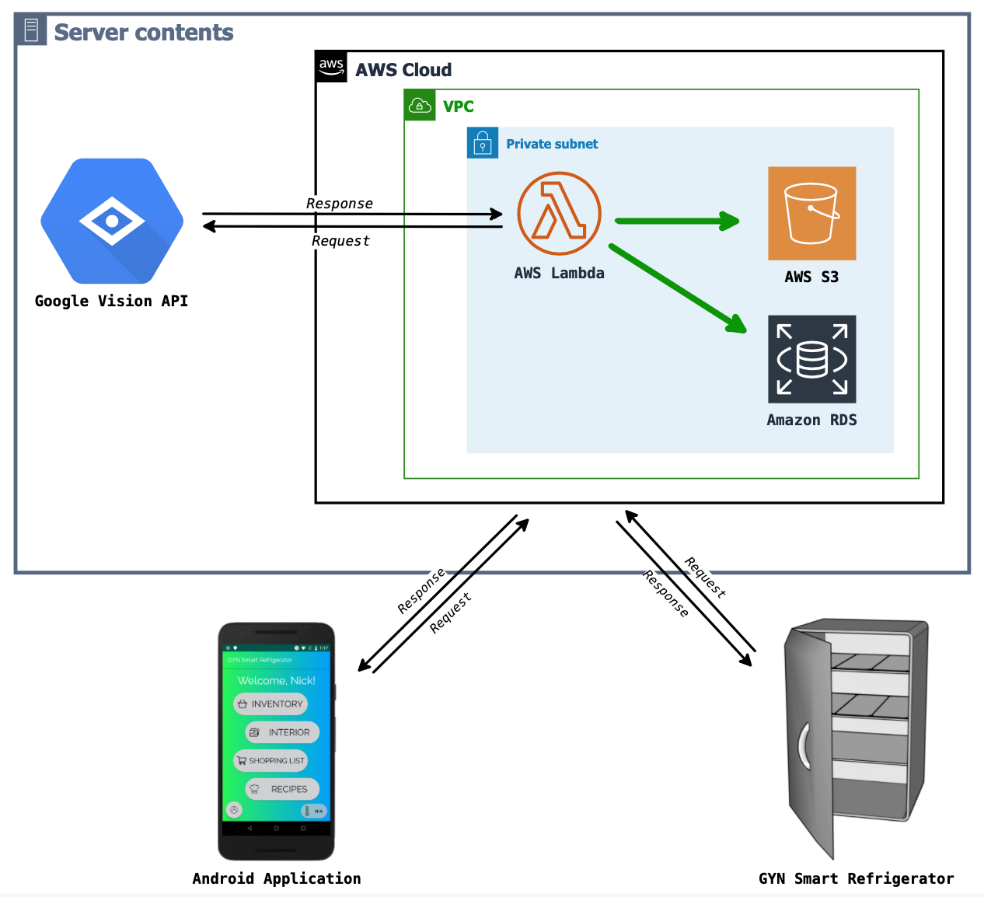 Server contents
aws
AWS Cloud
VPC
Private subnet
Response
Request
Google Vision API
AWS Lambda
AWS S3
Amazon RDS
Response
Request
Request
Response
GYN Smart Refrigerator
Welcome, Nick!
INVENTORY
INTERIOR
SHOPPING LIST
RECIPES
Android Application
GYN Smart Refrigerator